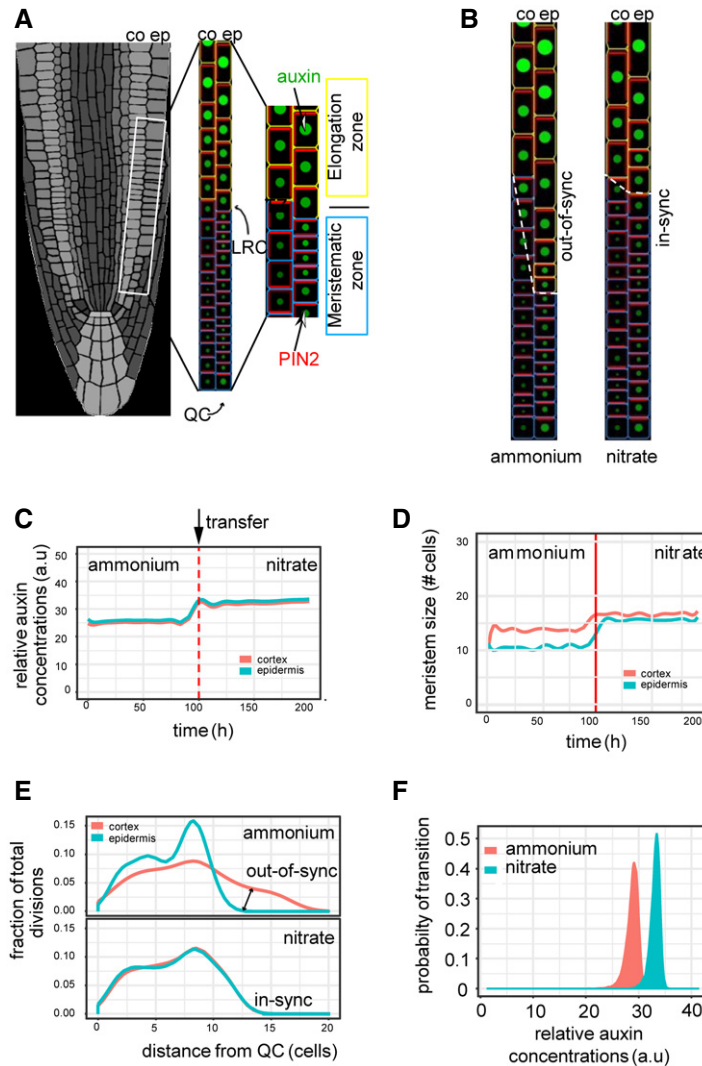 A
co ep
co ep
auxin
Elongation zone
LRC
Meristematic zone
PIN2
QC
B
co ep
co ep
out-of-sync
in-sync
ammonium
nitrate
C
transfer
relative auxin
concentrations (a.u)
50
40
30
20
10
0
ammonium
nitrate
cortex
epidermis
0
50
100
150
200
time (h)
D
meristem size (# cells)
30
20
10
0
ammonium
nitrate
cortex
epidermis
0
50
100
150
200
time (h)
E
fraction of total
divisions
0.15
0.10
0.05
0.00
cortex
epidermis
ammonium
out-of-sync
0.15
0.10
0.05
0.00
nitrate
in-sync
0
5
10
15
20
distance from QC (cells)
F
probabilty of transition
0.5
0.4
0.3
0.2
0.1
0
ammonium
nitrate
0
10
20
30
40
relative auxin
concentrations (a.u)